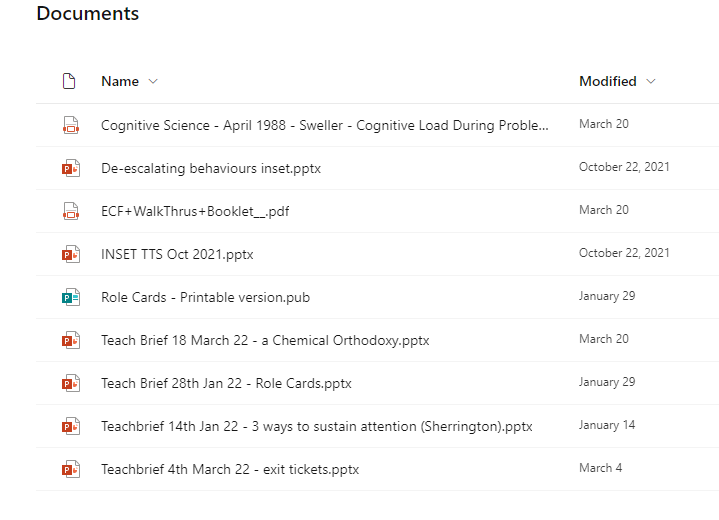 Documents
Name Modified
Cognitive Science - April 1988 - Sweller - Cognitive Load During Proble... March 20
De-escalating behaviours inset.pptx October 22, 2021
ECF+WalkThrus+Booklet__.pdf March 20
INSET TTS Oct 2021.pptx October 22, 2021
Role Cards - Printable version.pub January 29
Teach Brief 18 March 22 - a Chemical Orthodoxy.pptx March 20
Teach Brief 28th Jan 22 - Role Cards.pptx January 29
Teachbrief 14th Jan 22 - 3 ways to sustain attention (Sherrington).pptx January 14
Teachbrief 4th March 22 - exit tickets.pptx March 4